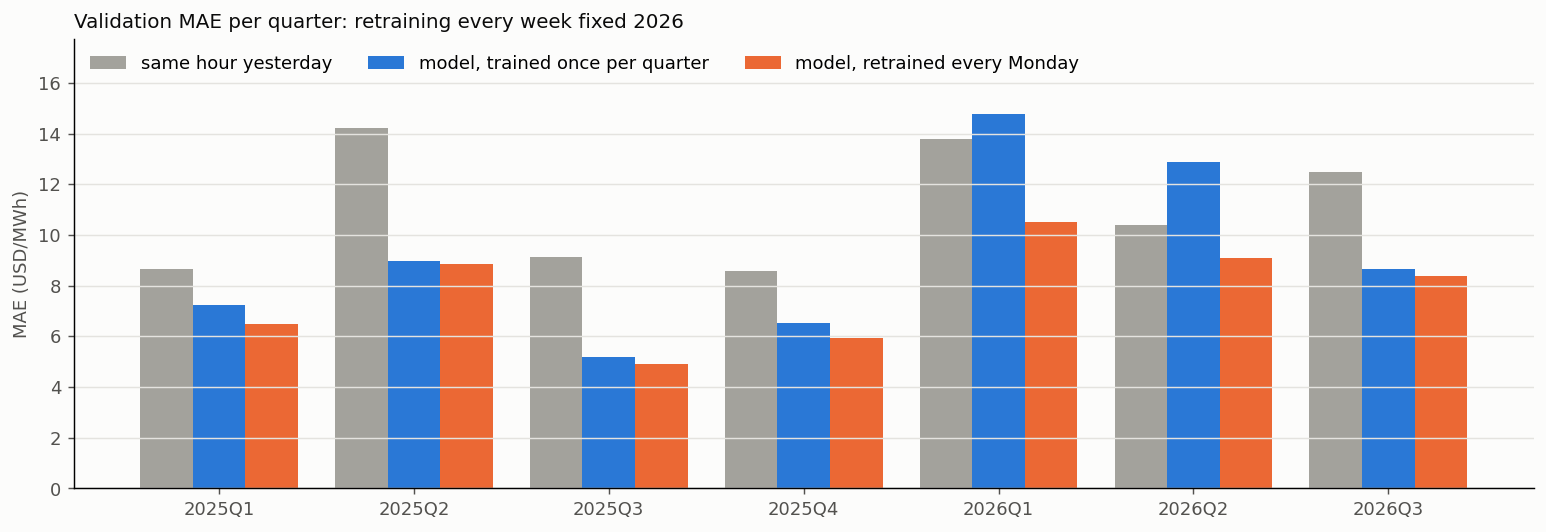 Validation MAE per quarter: retraining every week fixed 2026
same hour yesterday
model, trained once per quarter
model, retrained every Monday
MAE (USD/MWh)
16
14
12
10
8
6
4
2
0
2025Q1
2025Q2
2025Q3
2025Q4
2026Q1
2026Q2
2026Q3